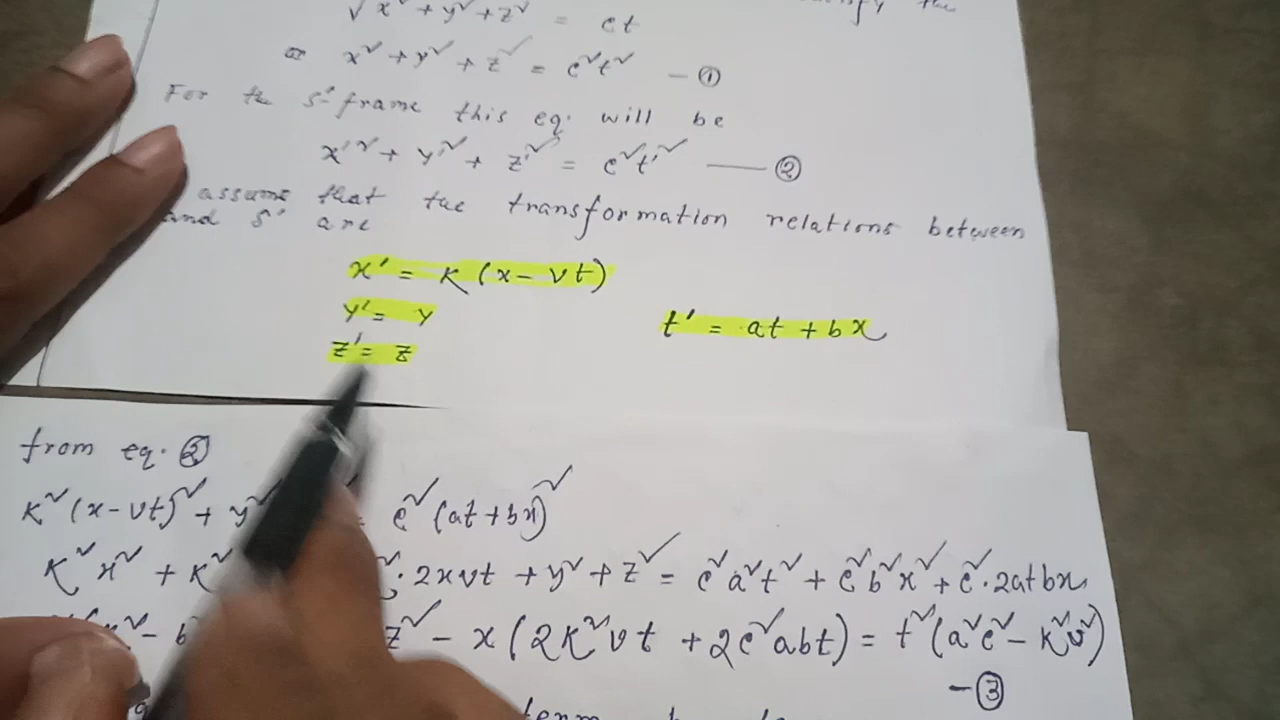 √x² + y² + z² = ct
or x² + y² + z² = c²t² — ①
For the s' frame this eq. will be
x'² + y'² + z'² = c²t'² — ②
assume that the transformation relations between
and s' are
x' = K (x - vt)
y' = y
t' = at + bx
z' = z
from eq. ②
K² (x - vt)² + y² = c² (at + bx)²
K² x² + K² 2xvt + y² + z² = c²a²t² + c²b²x² + c². 2atbx
z² - x (2K²vt + 2c²abt) = t² (a²c² - K²v²)
— ③
term